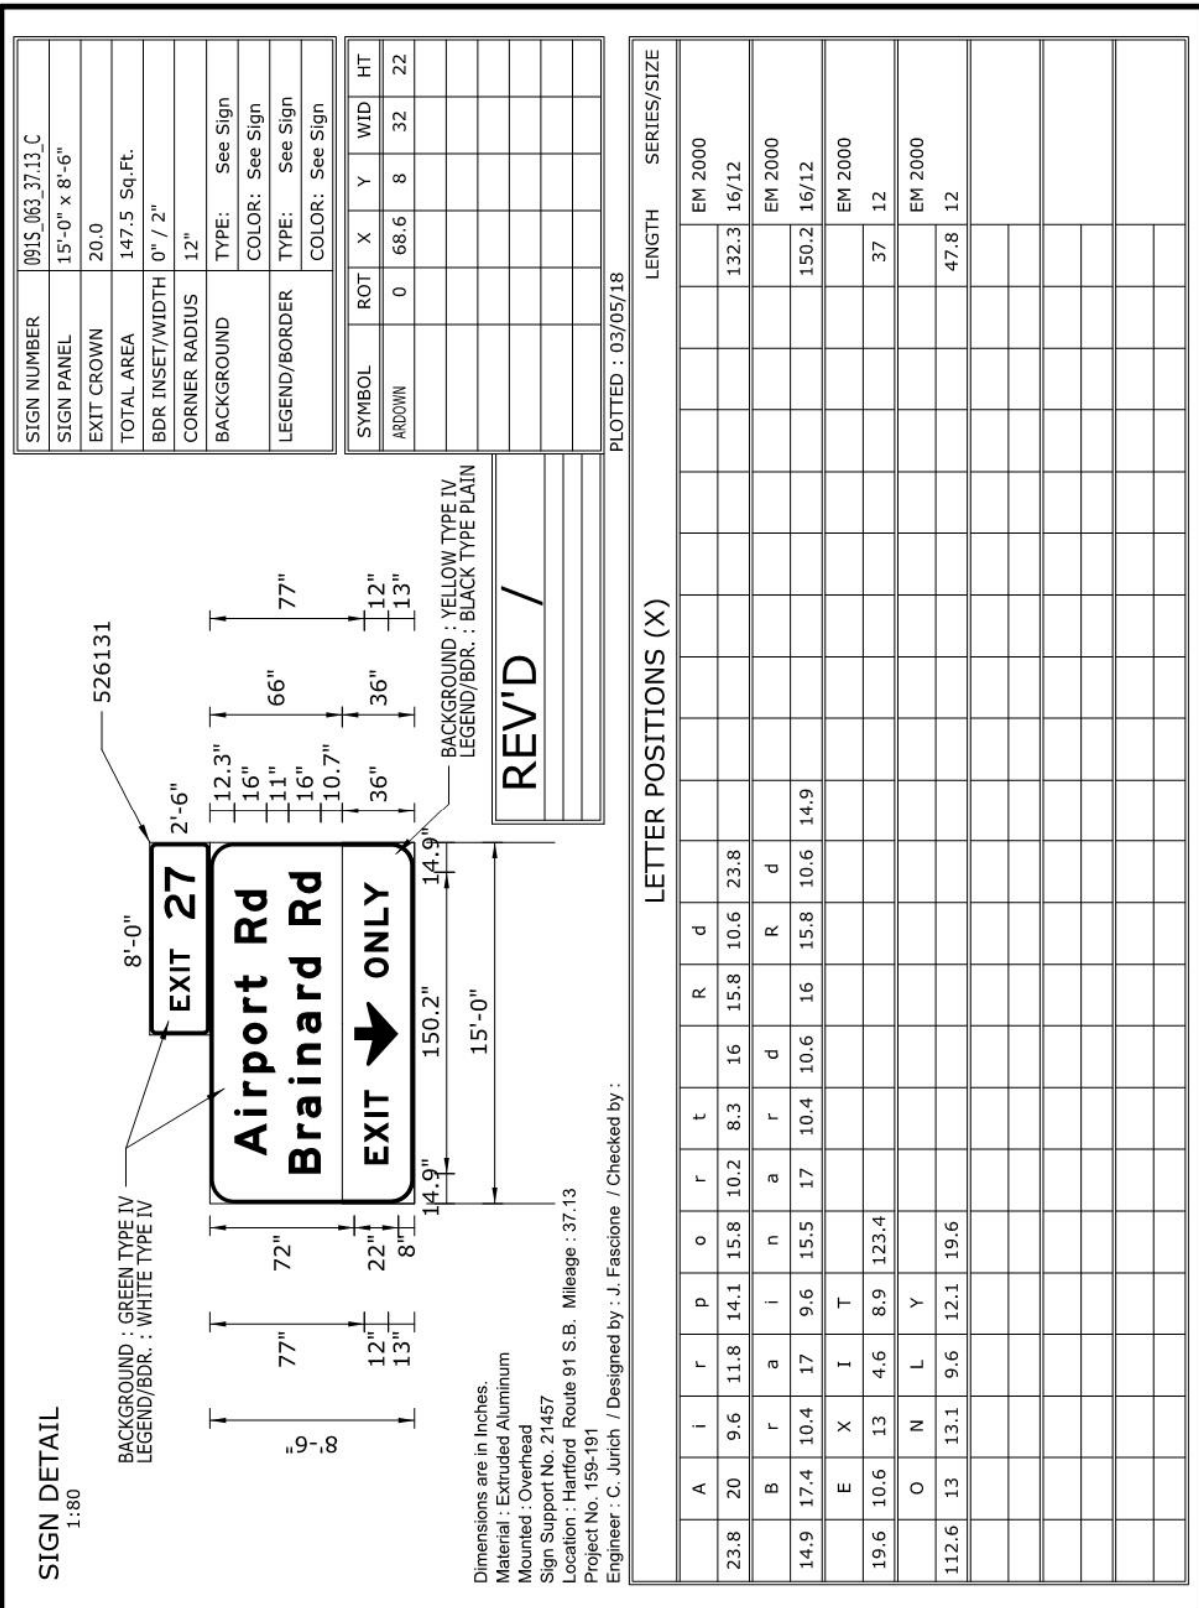 SIGN DETAIL
1:80
BACKGROUND : GREEN TYPE IV
LEGEND/BDR. : WHITE TYPE IV
8'-0"
526131
2'-6"
EXIT 27
Airport Rd
Brainard Rd
EXIT ONLY
8'-6"
77"
12"
13"
72"
22"
8"
12.3"
16"
11"
16"
10.7"
36"
66"
36"
77"
12"
13"
14.9" 150.2" 14.9"
15'-0"
BACKGROUND : YELLOW TYPE IV
LEGEND/BDR. : BLACK TYPE PLAIN
REV'D /
Dimensions are in Inches.
Material : Extruded Aluminum
Mounted : Overhead
Sign Support No. 21457
Location : Hartford Route 91 S.B. Mileage : 37.13
Project No. 159-191
Engineer : C. Jurich / Designed by : J. Fascione / Checked by :
SIGN NUMBER 091S_063_37.13_C
SIGN PANEL 15'-0" x 8'-6"
EXIT CROWN 20.0
TOTAL AREA 147.5 Sq.Ft.
BDR INSET/WIDTH 0" / 2"
CORNER RADIUS 12"
BACKGROUND TYPE: See Sign
COLOR: See Sign
LEGEND/BORDER TYPE: See Sign
COLOR: See Sign
SYMBOL ROT X Y WID HT
ARDOWN 0 68.6 8 32 22
PLOTTED : 03/05/18
LETTER POSITIONS (X) LENGTH SERIES/SIZE
A i r p o r t R d EM 2000
23.8 20 9.6 11.8 14.1 15.8 10.2 8.3 16 15.8 10.6 23.8 132.3 16/12
B r a i n a r d R d EM 2000
14.9 17.4 10.4 17 9.6 15.5 17 10.4 10.6 16 15.8 10.6 14.9 150.2 16/12
E X I T EM 2000
19.6 10.6 13 4.6 8.9 123.4 37 12
O N L Y EM 2000
112.6 13 13.1 9.6 12.1 19.6 47.8 12